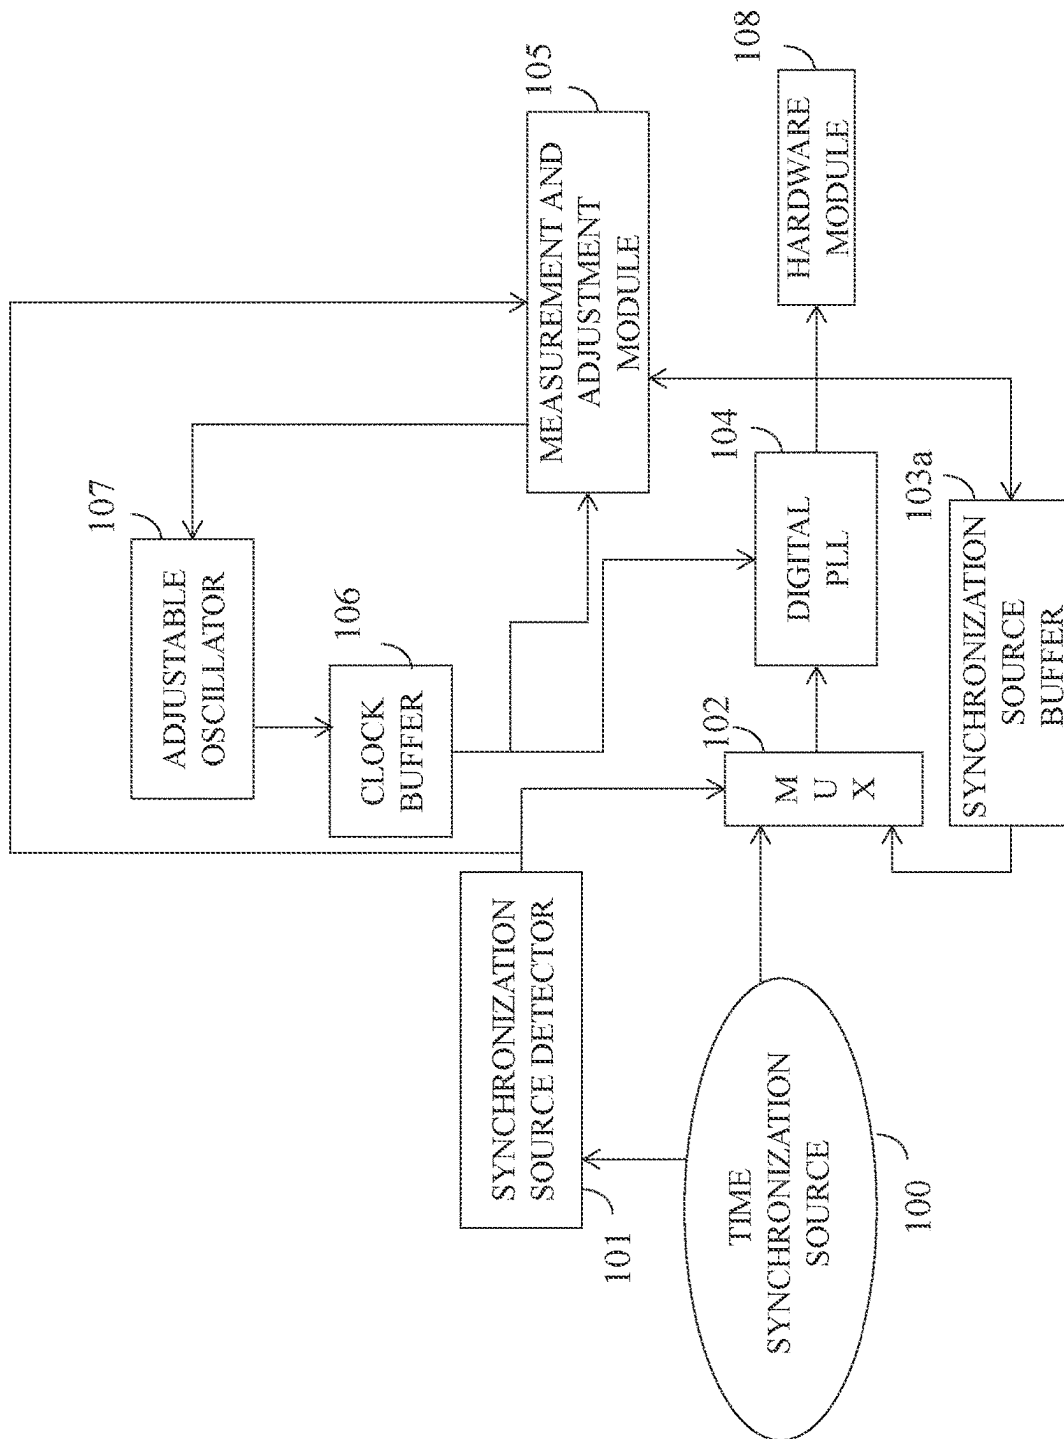 107
ADJUSTABLE
OSCILLATOR
106
CLOCK
BUFFER
105
MEASUREMENT AND
ADJUSTMENT
MODULE
SYNCHRONIZATION
SOURCE DETECTOR
101
102
M
U
X
104
DIGITAL
PLL
108
HARDWARE
MODULE
TIME
SYNCHRONIZATION
SOURCE
100
103a
SYNCHRONIZATION
SOURCE
BUFFER